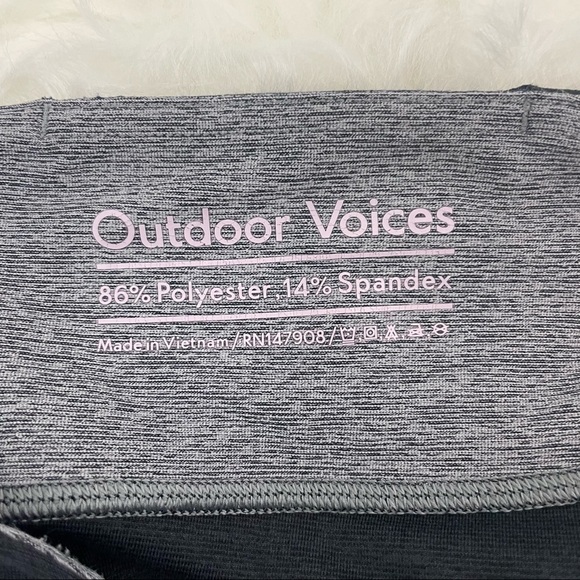 Outdoor Voices
86% Polyester, 14% Spandex
Made in Vietnam/RN147908/